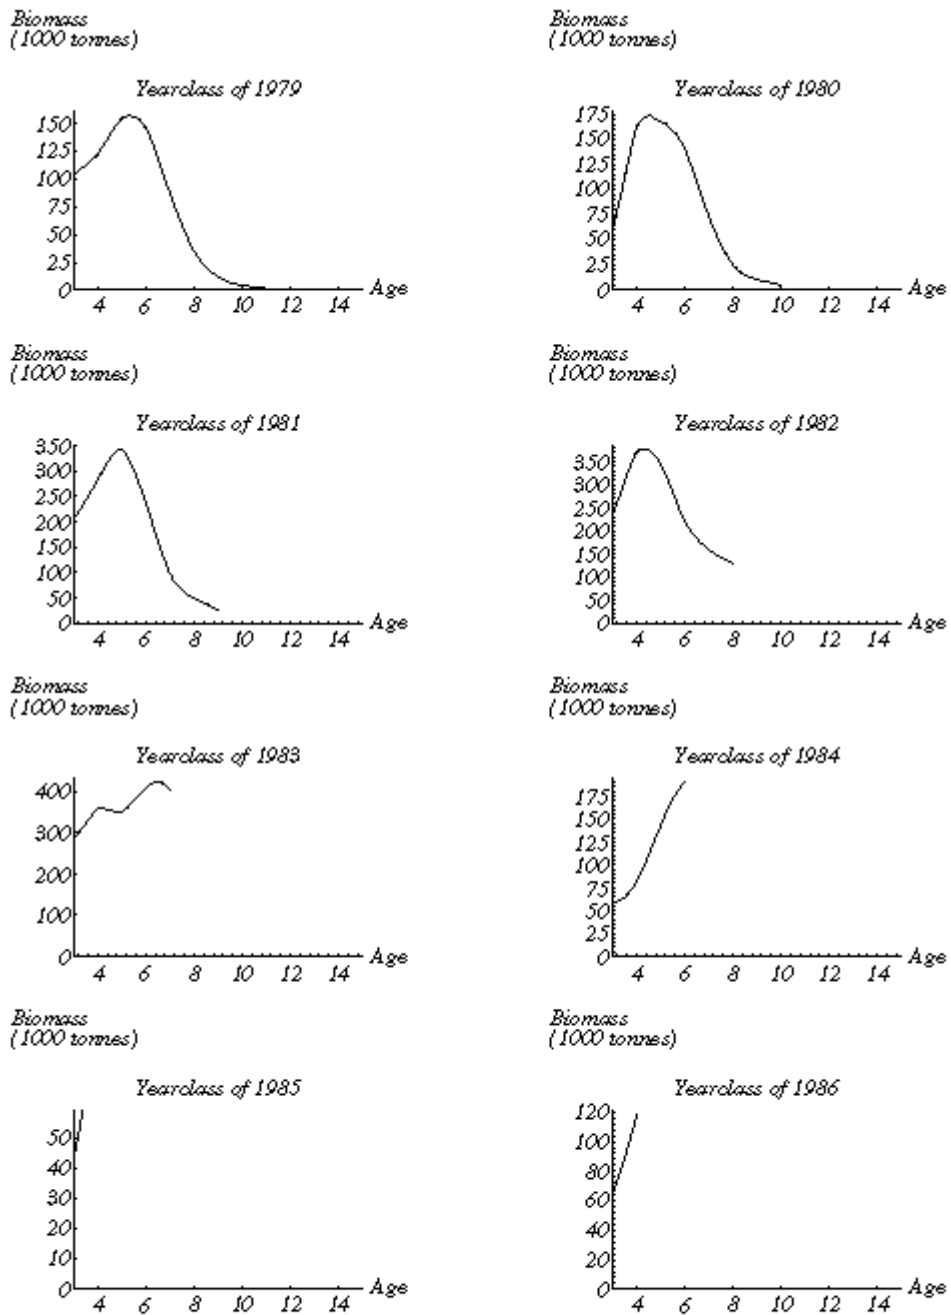 Biomass
(1000 tonnes)
Yearclass of 1979
150
125
100
75
50
25
0
4 6 8 10 12 14
Age
Biomass
(1000 tonnes)
Yearclass of 1980
175
150
125
100
75
50
25
0
4 6 8 10 12 14
Age
Biomass
(1000 tonnes)
Yearclass of 1981
350
300
250
200
150
100
50
0
4 6 8 10 12 14
Age
Biomass
(1000 tonnes)
Yearclass of 1982
350
300
250
200
150
100
50
0
4 6 8 10 12 14
Age
Biomass
(1000 tonnes)
Yearclass of 1983
400
300
200
100
0
4 6 8 10 12 14
Age
Biomass
(1000 tonnes)
Yearclass of 1984
175
150
125
100
75
50
25
0
4 6 8 10 12 14
Age
Biomass
(1000 tonnes)
Yearclass of 1985
50
40
30
20
10
0
4 6 8 10 12 14
Age
Biomass
(1000 tonnes)
Yearclass of 1986
120
100
80
60
40
20
0
4 6 8 10 12 14
Age